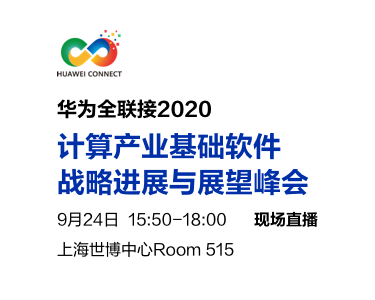 HUAWEI CONNECT
华为全联接2020
计算产业基础软件
战略进展与展望峰会
9月24日 15:50-18:00 现场直播
上海世博中心Room 515